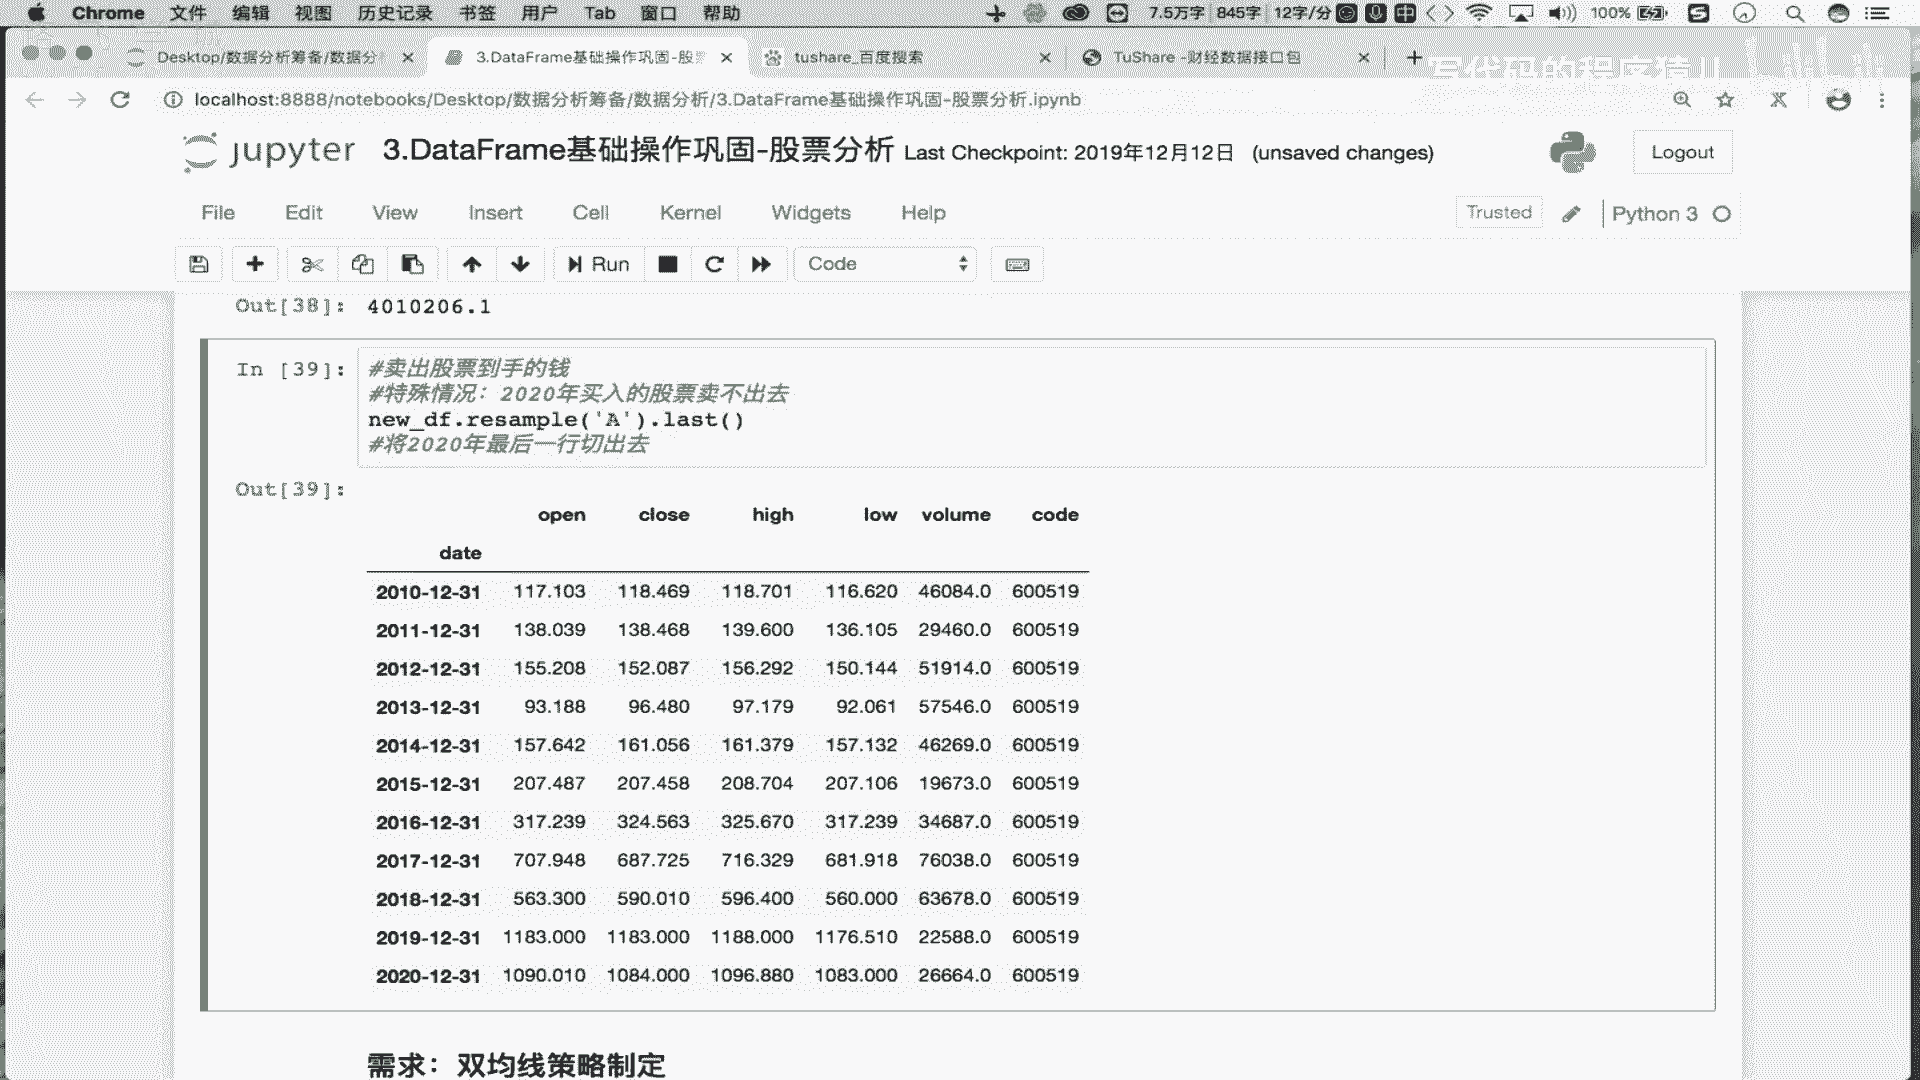 Chrome 文件 编辑 视图 历史记录 书签 用户 Tab 窗口 帮助 7.5万字 845字 12字/分 中 100%
Desktop/数据分析筹备/数据分 3.DataFrame基础操作巩固-股 tushare_百度搜索 TuShare -财经数据接口包
写代码的程序猿儿
localhost:8888/notebooks/Desktop/数据分析筹备/数据分析/3.DataFrame基础操作巩固-股票分析.ipynb
jupyter 3.DataFrame基础操作巩固-股票分析 Last Checkpoint: 2019年12月12日 (unsaved changes) Logout
File Edit View Insert Cell Kernel Widgets Help Trusted Python 3
Run Code
Out[38]: 4010206.1
In [39]: #卖出股票到手的钱
#特殊情况：2020年买入的股票卖不出去
new_df.resample('A').last()
#将2020年最后一行切出去
Out[39]:
open close high low volume code
date
2010-12-31 117.103 118.469 118.701 116.620 46084.0 600519
2011-12-31 138.039 138.468 139.600 136.105 29460.0 600519
2012-12-31 155.208 152.087 156.292 150.144 51914.0 600519
2013-12-31 93.188 96.480 97.179 92.061 57546.0 600519
2014-12-31 157.642 161.056 161.379 157.132 46269.0 600519
2015-12-31 207.487 207.458 208.704 207.106 19673.0 600519
2016-12-31 317.239 324.563 325.670 317.239 34687.0 600519
2017-12-31 707.948 687.725 716.329 681.918 76038.0 600519
2018-12-31 563.300 590.010 596.400 560.000 63678.0 600519
2019-12-31 1183.000 1183.000 1188.000 1176.510 22588.0 600519
2020-12-31 1090.010 1084.000 1096.880 1083.000 26664.0 600519
需求：双均线策略制定